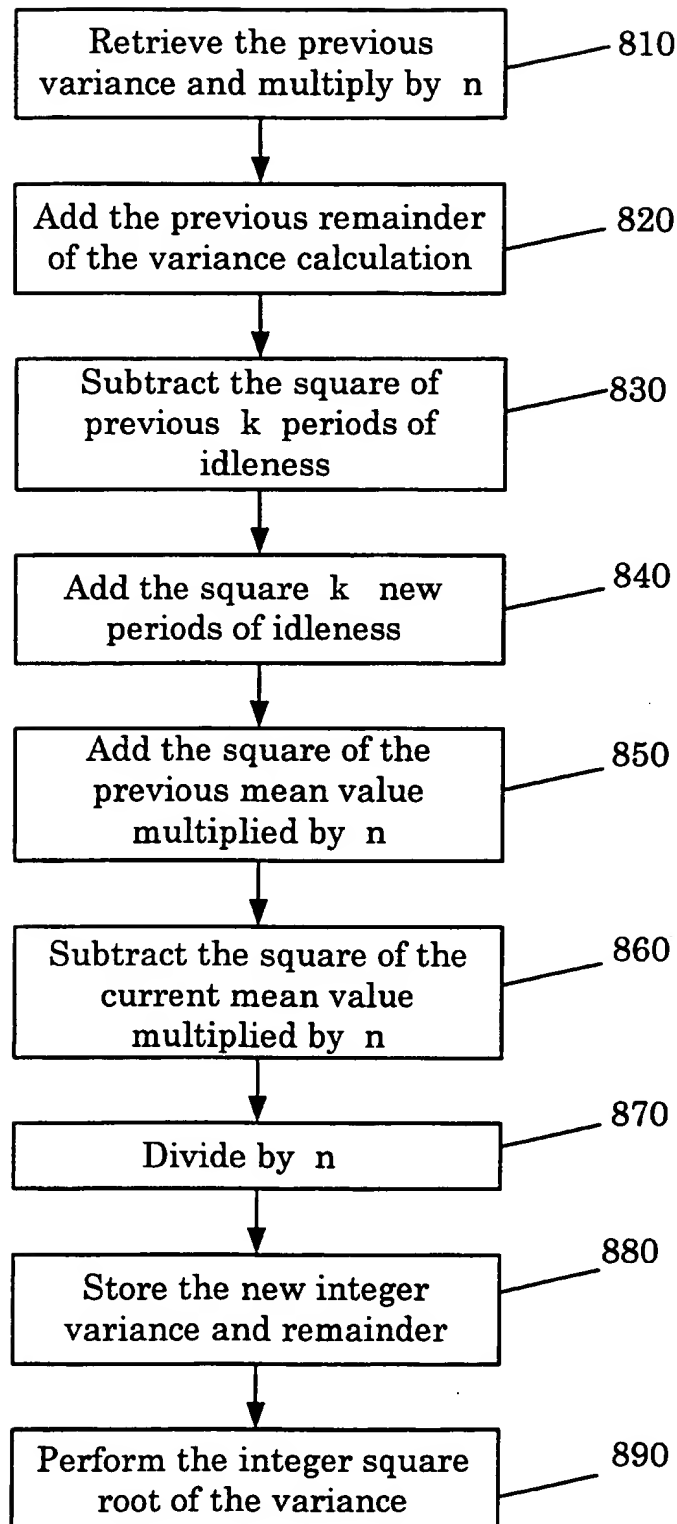 Retrieve the previous
variance and multiply by n
810
Add the previous remainder
of the variance calculation
820
Subtract the square of
previous k periods of
idleness
830
Add the square k new
periods of idleness
840
Add the square of the
previous mean value
multiplied by n
850
Subtract the square of the
current mean value
multiplied by n
860
Divide by n
870
Store the new integer
variance and remainder
880
Perform the integer square
root of the variance
890